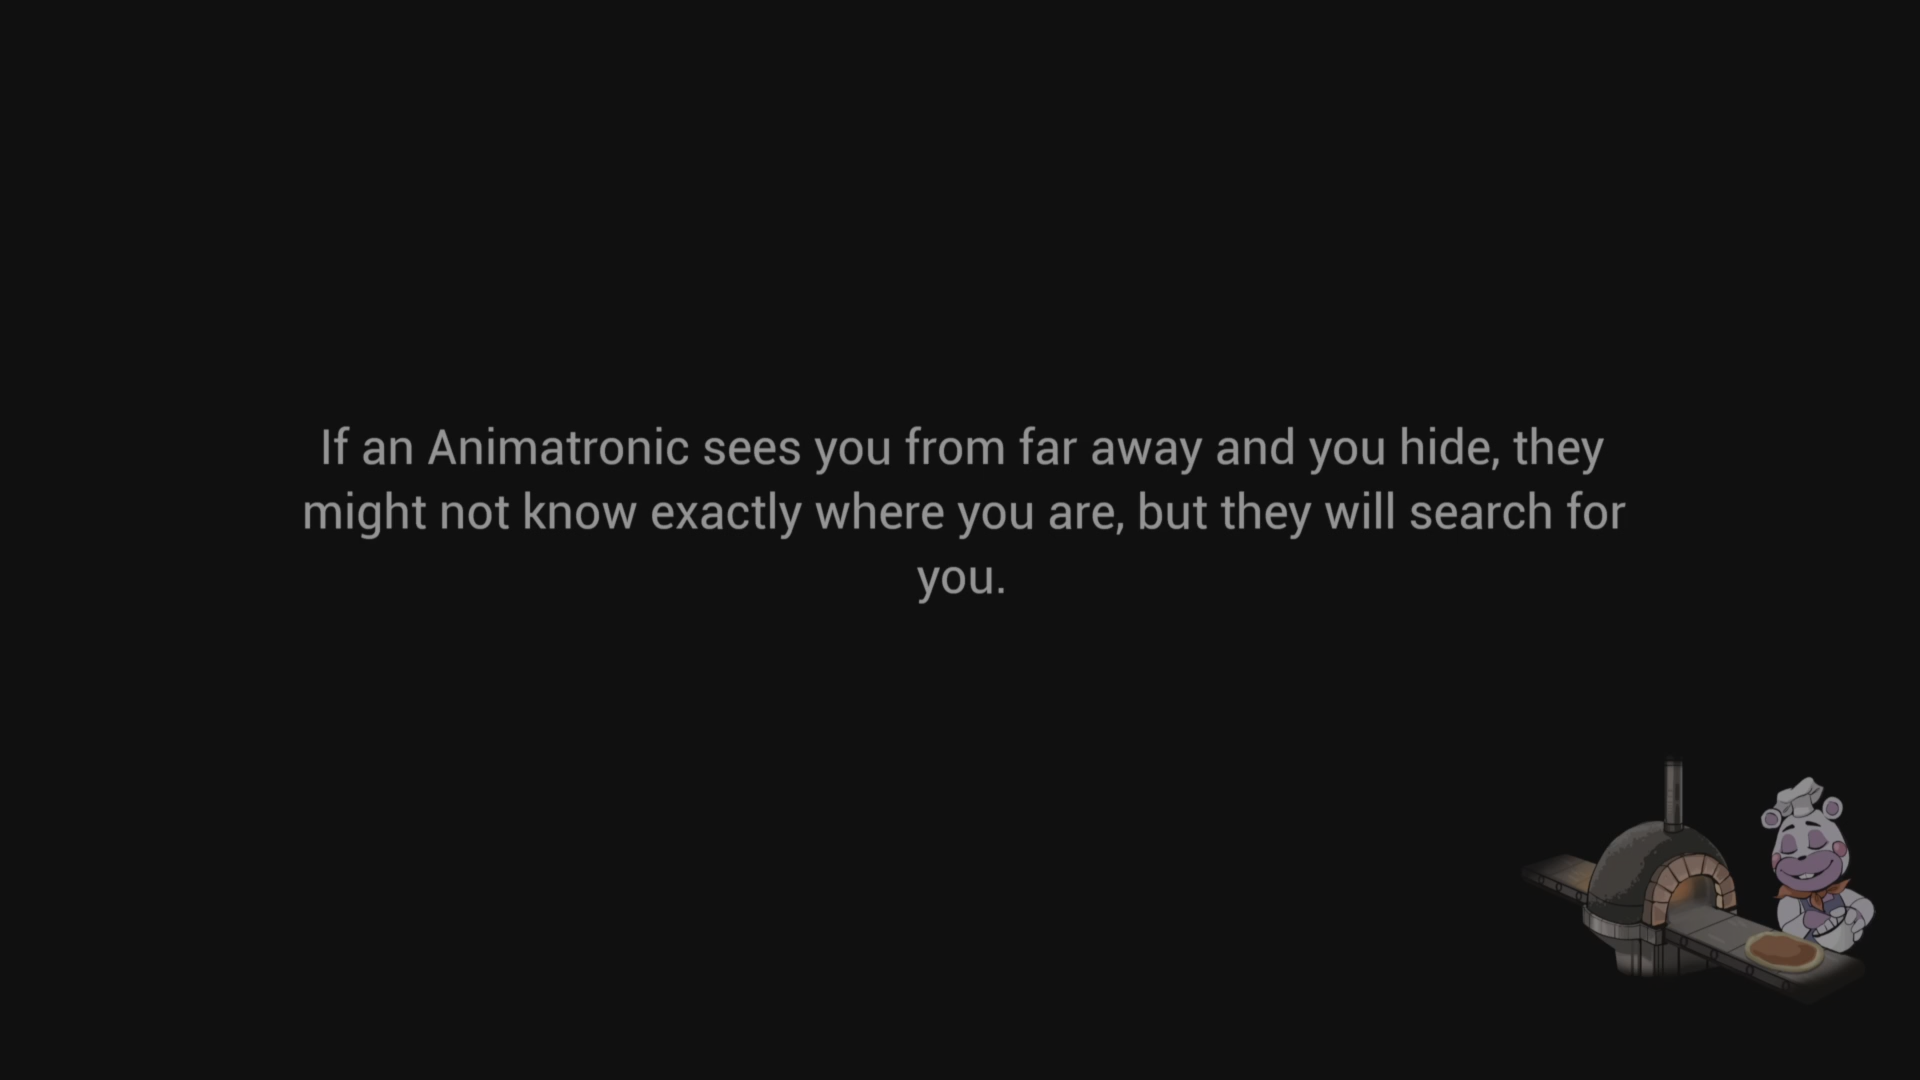 If an Animatronic sees you from far away and you hide, they
might not know exactly where you are, but they will search for
you.